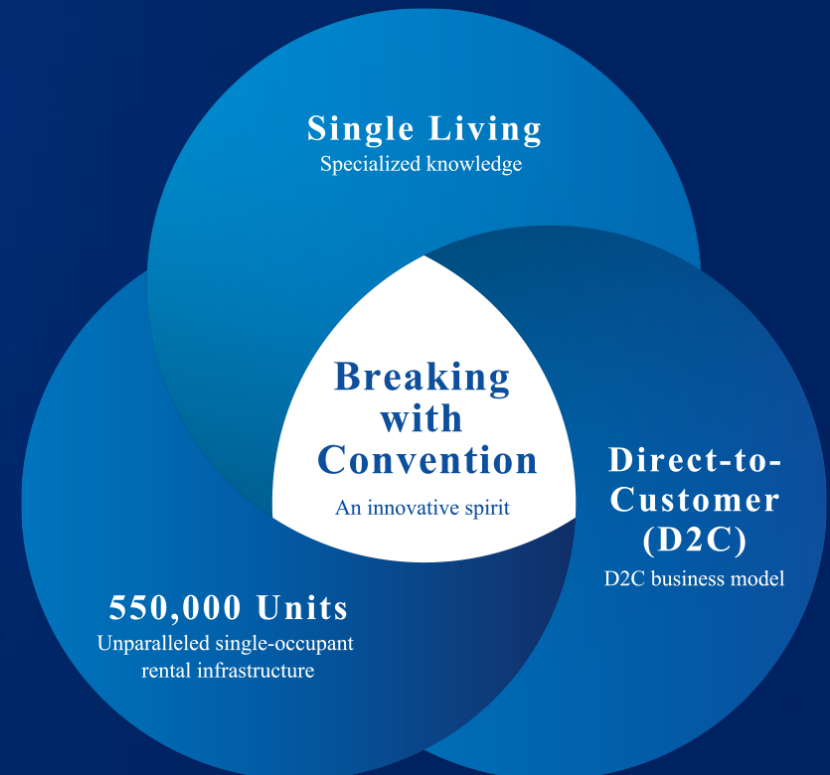 Single Living
Specialized knowledge
Breaking
with
Convention
An innovative spirit
Direct-to-
Customer
(D2C)
D2C business model
550,000 Units
Unparalleled single-occupant
rental infrastructure